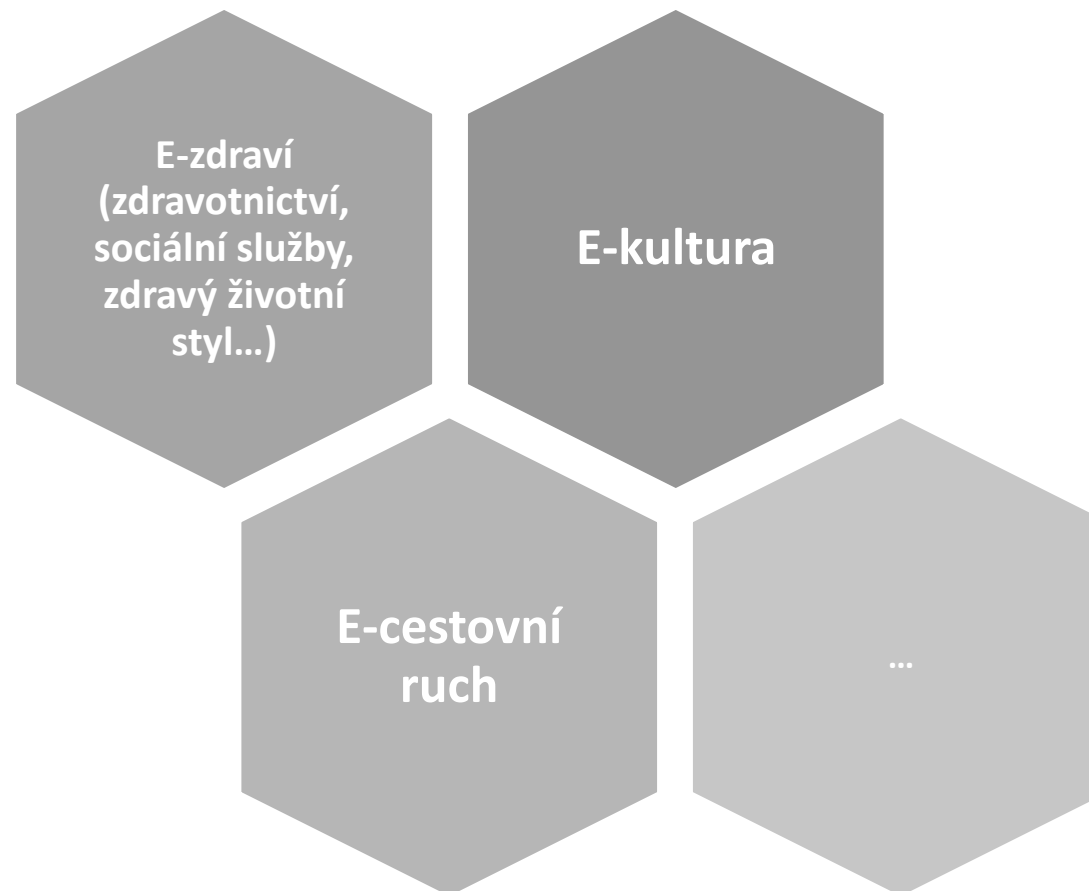 E-zdraví
(zdravotnictví,
sociální služby,
zdravý životní
styl…)
E-kultura
E-cestovní
ruch
…